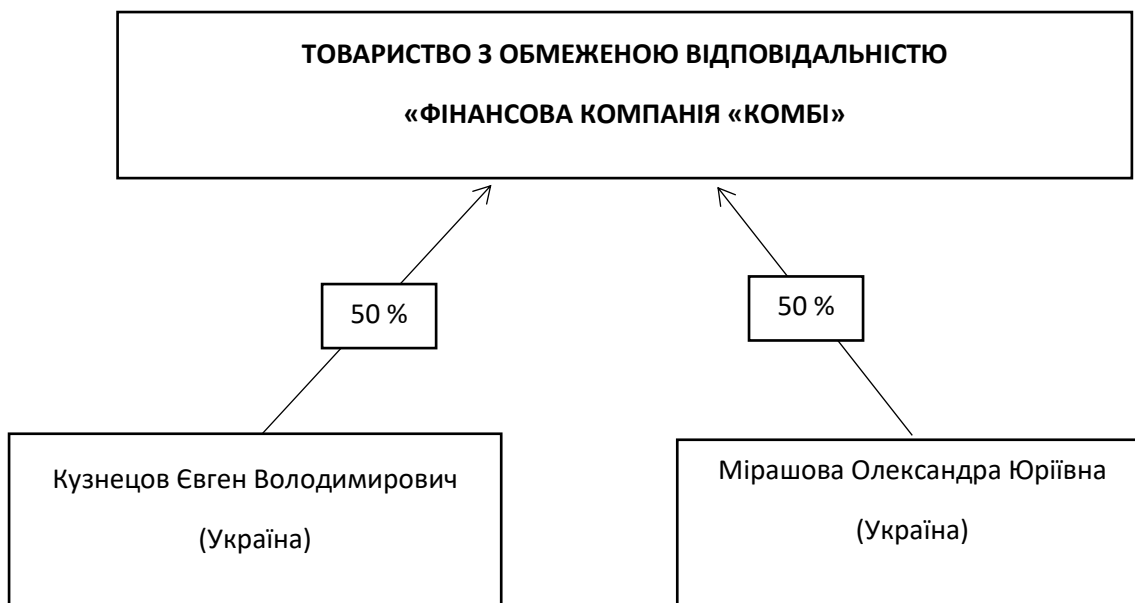 ТОВАРИСТВО З ОБМЕЖЕНОЮ ВІДПОВІДАЛЬНІСТЮ
«ФІНАНСОВА КОМПАНІЯ «КОМБІ»
50 %
50 %
Кузнецов Євген Володимирович
(Україна)
Мірашова Олександра Юріївна
(Україна)